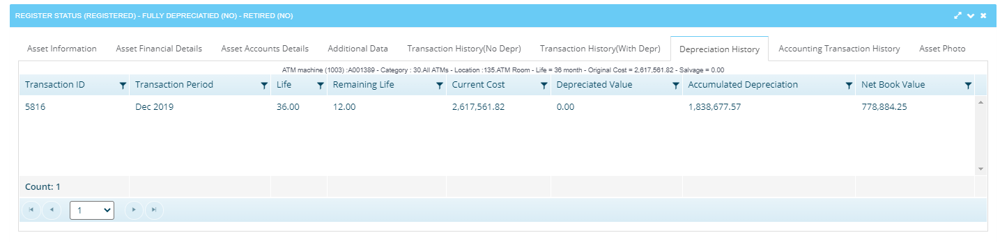 REGISTER STATUS (REGISTERED) - FULLY DEPRECIATIED (NO) - RETIRED (NO)
Asset Information Asset Financial Details Asset Accounts Details Additional Data Transaction History(No Depr) Transaction History(With Depr) Depreciation History Accounting Transaction History Asset Photo
ATM machine (1003) :A001389 - Category : 30.All ATMs - Location :135.ATM Room - Life = 36 month - Original Cost = 2,617,561.82 - Salvage = 0.00
Transaction ID Transaction Period Life Remaining Life Current Cost Depreciated Value Accumulated Depreciation Net Book Value
5816 Dec 2019 36.00 12.00 2,617,561.82 0.00 1,838,677.57 778,884.25
Count: 1
1